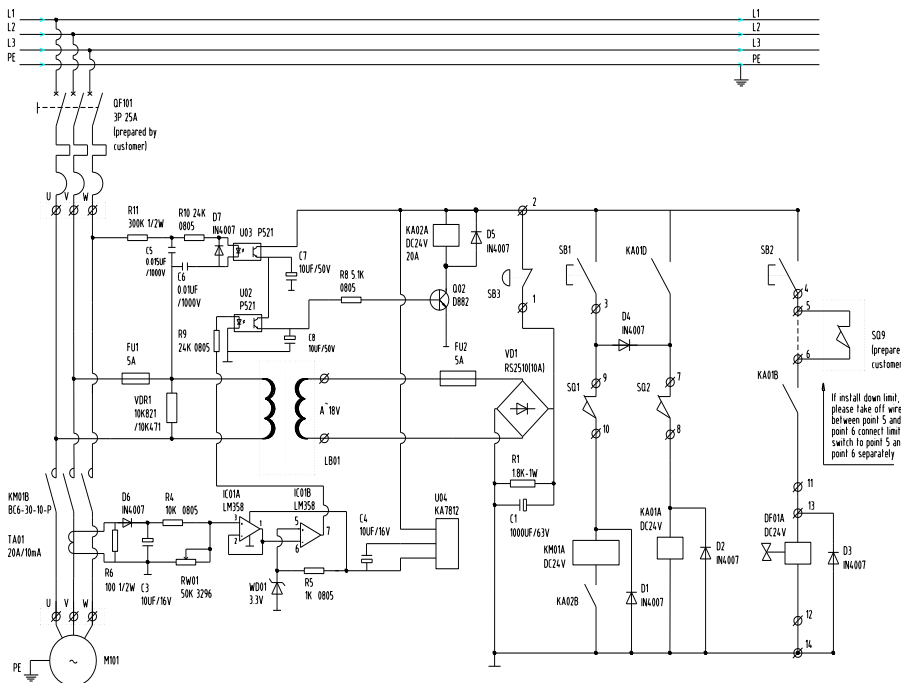 L1
L2
L3
PE
L1
L2
L3
PE
QF101
3P 25A
(prepared by
customer)
U
V
W
R11
300K 1/2W
R10 24K
0805
D7
IN4007
U03 P521
C5
0.015UF
/1000V
C6
0.01UF
/1000V
C7
10UF/50V
U02
P521
R9
24K 0805
C8
10UF/50V
R8 5.1K
0805
KA02A
DC24V
20A
D5
IN4007
Q02
D882
2
SB3
1
SB1
3
KA01D
D4
IN4007
SB2
4
5
6
SQ9
(prepare
customer
KA01B
If install down limit,
please take off wire
between point 5 and
point 6 connect limit
switch to point 5 an
point 6 separately
FU1
5A
VDR1
10K821
/10K471
A~18V
LB01
FU2
5A
VD1
RS2510(10A)
9
SQ1
10
7
SQ2
8
R1
1.8K-1W
C1
1000UF/63V
KM01B
BC6-30-10-P
TA01
20A/10mA
D6
IN4007
R4
10K 0805
R6
100 1/2W
C3
10UF/16V
RW01
50K 3296
IC01A
LM358
3
2
1
IC01B
LM358
5
6
7
WD01
3.3V
R5
1K 0805
C4
10UF/16V
U04
KA7812
KM01A
DC24V
KA02B
D1
IN4007
KA01A
DC24V
D2
IN4007
11
13
DF01A
DC24V
D3
IN4007
12
14
U
V
W
M101
~
PE